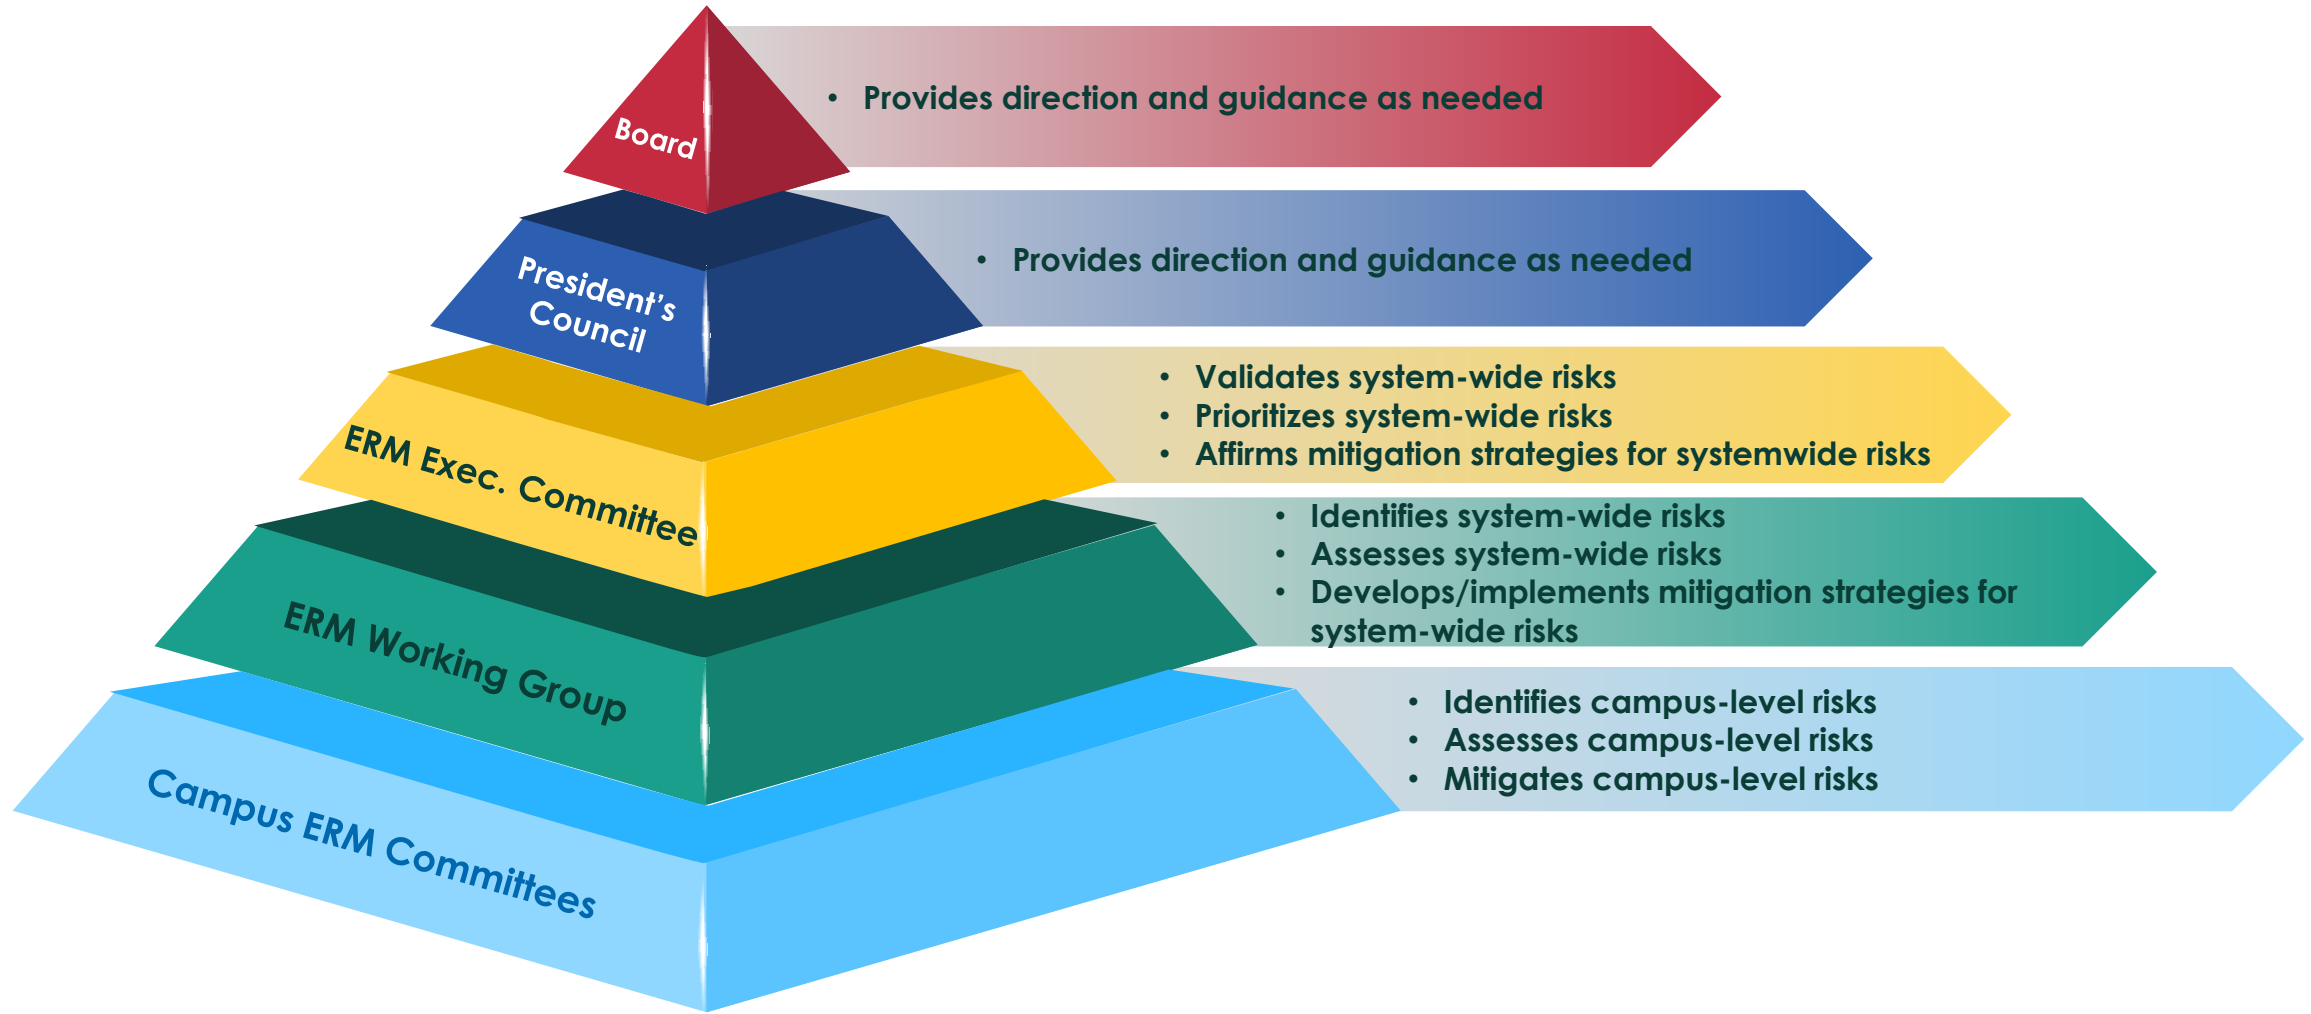 Board
• Provides direction and guidance as needed
President’s
Council
• Provides direction and guidance as needed
ERM Exec. Committee
• Validates system-wide risks
• Prioritizes system-wide risks
• Affirms mitigation strategies for systemwide risks
ERM Working Group
• Identifies system-wide risks
• Assesses system-wide risks
• Develops/implements mitigation strategies for
system-wide risks
Campus ERM Committees
• Identifies campus-level risks
• Assesses campus-level risks
• Mitigates campus-level risks